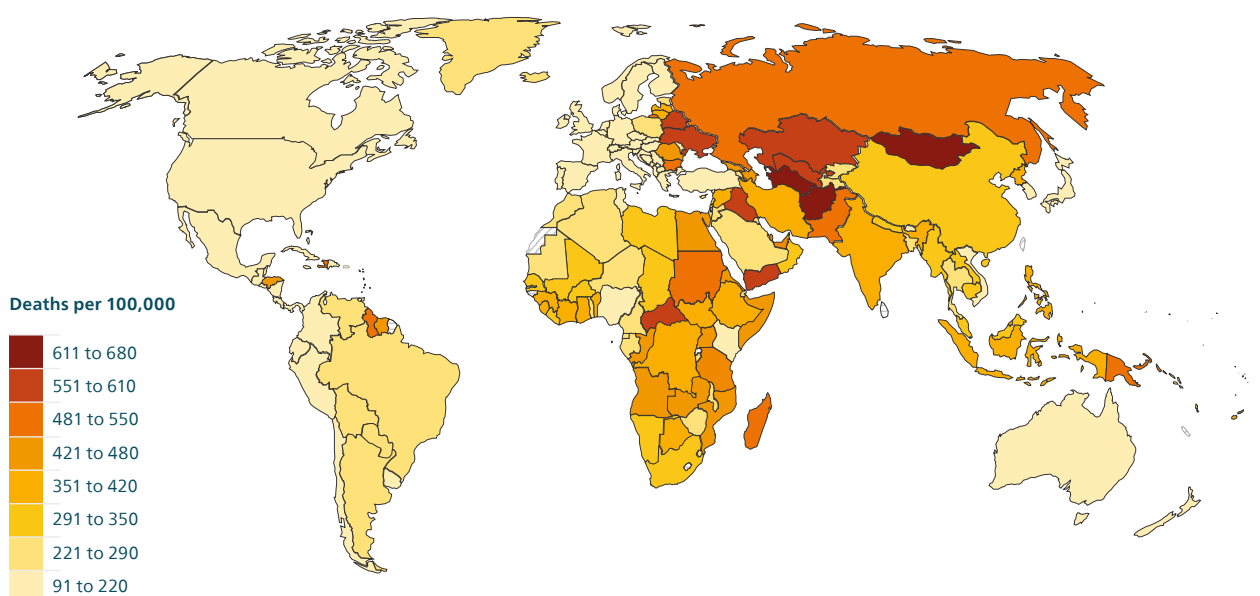 Deaths per 100,000
611 to 680
551 to 610
481 to 550
421 to 480
351 to 420
291 to 350
221 to 290
91 to 220